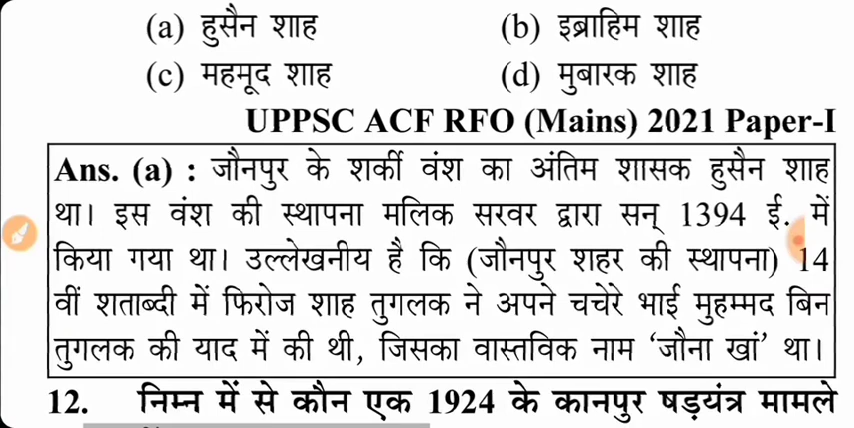 (a) हुसैन शाह (b) इब्राहिम शाह
(c) महमूद शाह (d) मुबारक शाह
UPPSC ACF RFO (Mains) 2021 Paper-I
Ans. (a) : जौनपुर के शर्की वंश का अंतिम शासक हुसैन शाह
था। इस वंश की स्थापना मलिक सरवर द्वारा सन् 1394 ई. में
किया गया था। उल्लेखनीय है कि (जौनपुर शहर की स्थापना) 14
वीं शताब्दी में फिरोज शाह तुगलक ने अपने चचेरे भाई मुहम्मद बिन
तुगलक की याद में की थी, जिसका वास्तविक नाम ‘जौना खां’ था।
12. निम्न में से कौन एक 1924 के कानपुर षड़यंत्र मामले